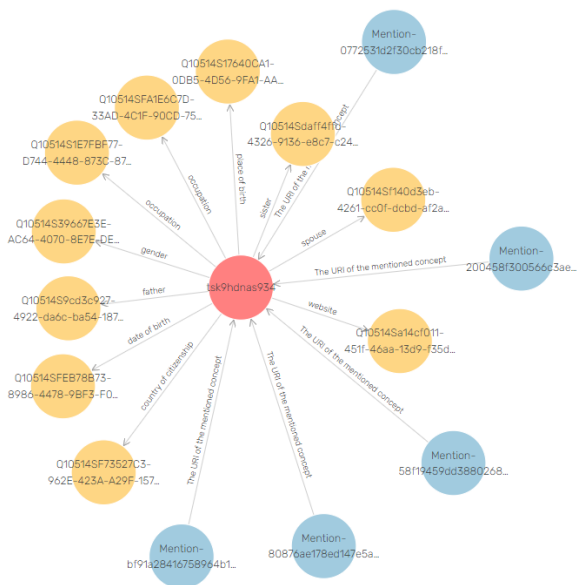 Mention-
0772531d2f30cb218f...
Q10514S17640CA1-
0DB5-4D56-9FA1-AA...
Q10514SFA1E6C7D-
33AD-4C1F-90CD-75...
Q10514Sdaff4ffd-
4326-9136-e8c7-c24...
Q10514S1E7FBF77-
D744-4448-873C-87...
place of birth
occupation
sister
The URI of the
concept
Q10514Sf140d3eb-
4261-cc0f-dcbd-af2a...
occupation
spouse
Q10514S39667E3E-
AC64-4070-8E7E-DE...
gender
Mention-
200458f300566c3ae...
The URI of the mentioned concept
tsk9hdnas934
Q10514S9cd3c927-
4922-da6c-ba54-187...
father
website
Q10514Sa14cf011-
451f-46aa-13d9-f35d...
date of birth
The URI of the mentioned concept
Q10514SFEB78B73-
8986-4478-9BF3-F0...
country of citizenship
The URI of the mentioned concept
The URI of the mentioned concept
Q10514SF73527C3-
962E-423A-A29F-157...
Mention-
58f19459dd3880268...
Mention-
bf91a28416758964b1...
Mention-
80876ae178ed147e5a...